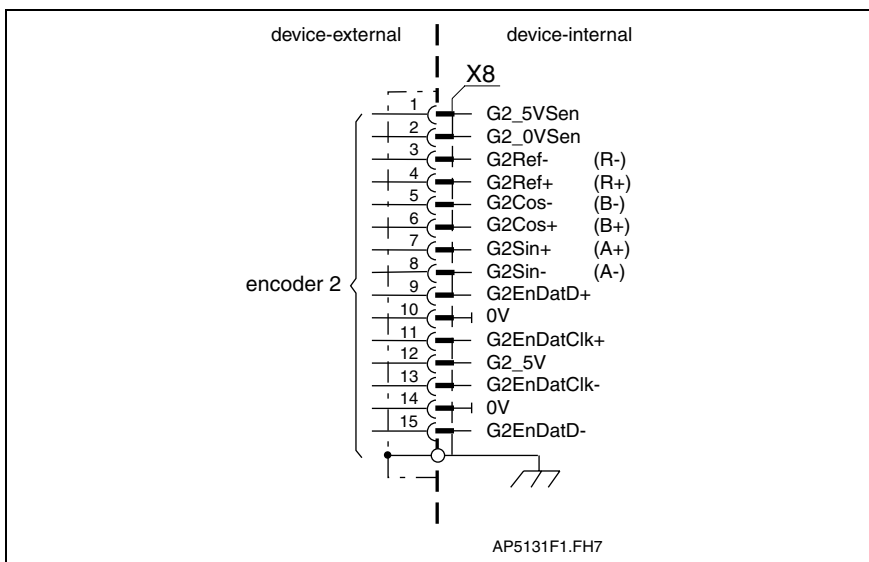 device-external device-internal
X8
1 G2_5VSen
2 G2_0VSen
3 G2Ref- (R-)
4 G2Ref+ (R+)
5 G2Cos- (B-)
6 G2Cos+ (B+)
7 G2Sin+ (A+)
8 G2Sin- (A-)
encoder 2
9 G2EnDatD+
10 0V
11 G2EnDatClk+
12 G2_5V
13 G2EnDatClk-
14 0V
15 G2EnDatD-
AP5131F1.FH7